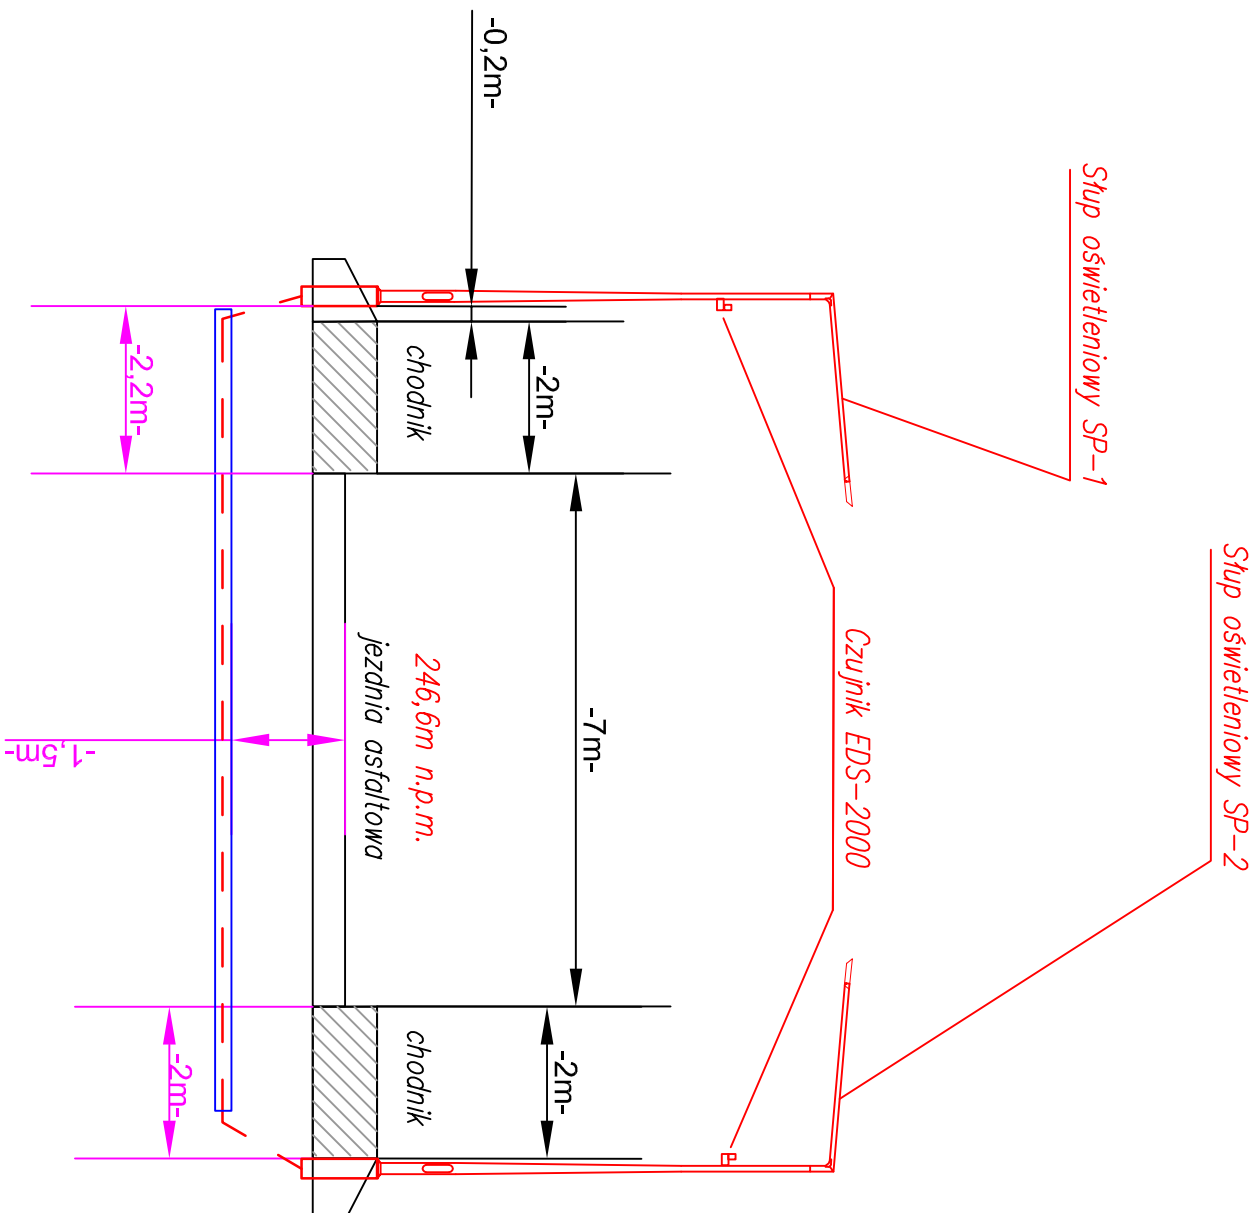 Słup oświetleniowy SP-2
Słup oświetleniowy SP-1
Czujnik EDS-2000
-7m-
-2m-
-2m-
-0,2m-
chodnik
246,6m n.p.m.
jezdnia asfaltowa
chodnik
-2,2m-
-1,5m-
-2m-